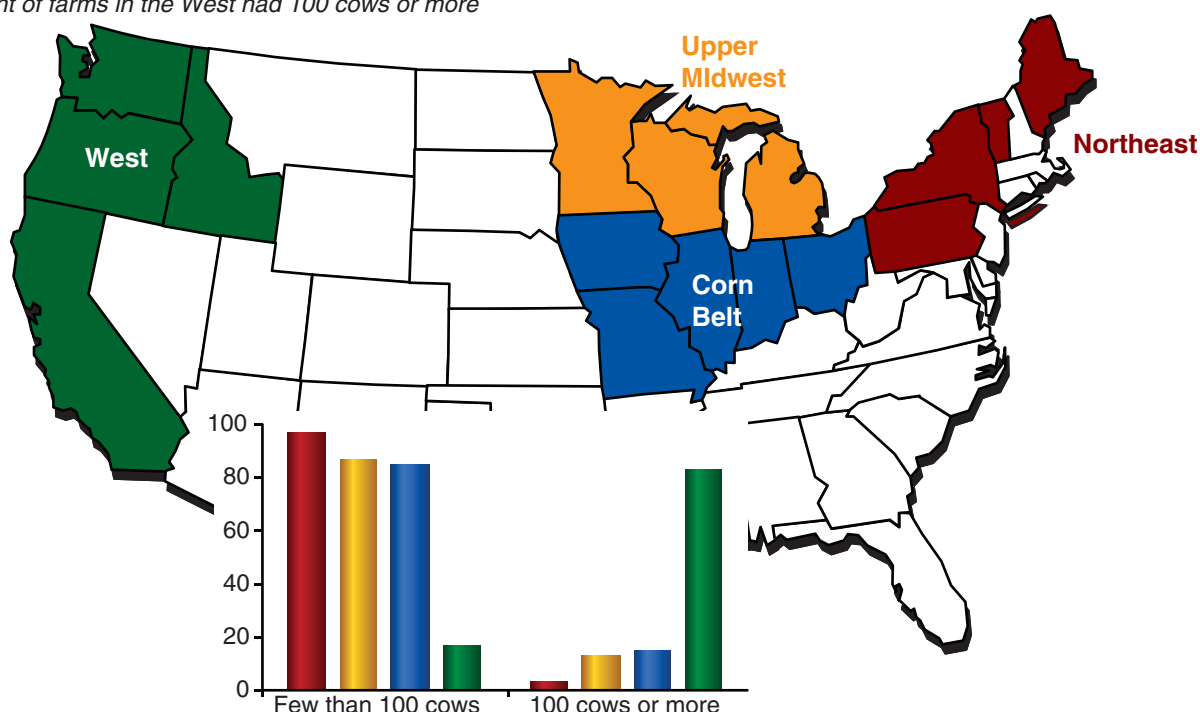 nt of farms in the West had 100 cows or more
Upper
MIdwest
West
Northeast
Corn
Belt
100
80
60
40
20
0
Few than 100 cows
100 cows or more